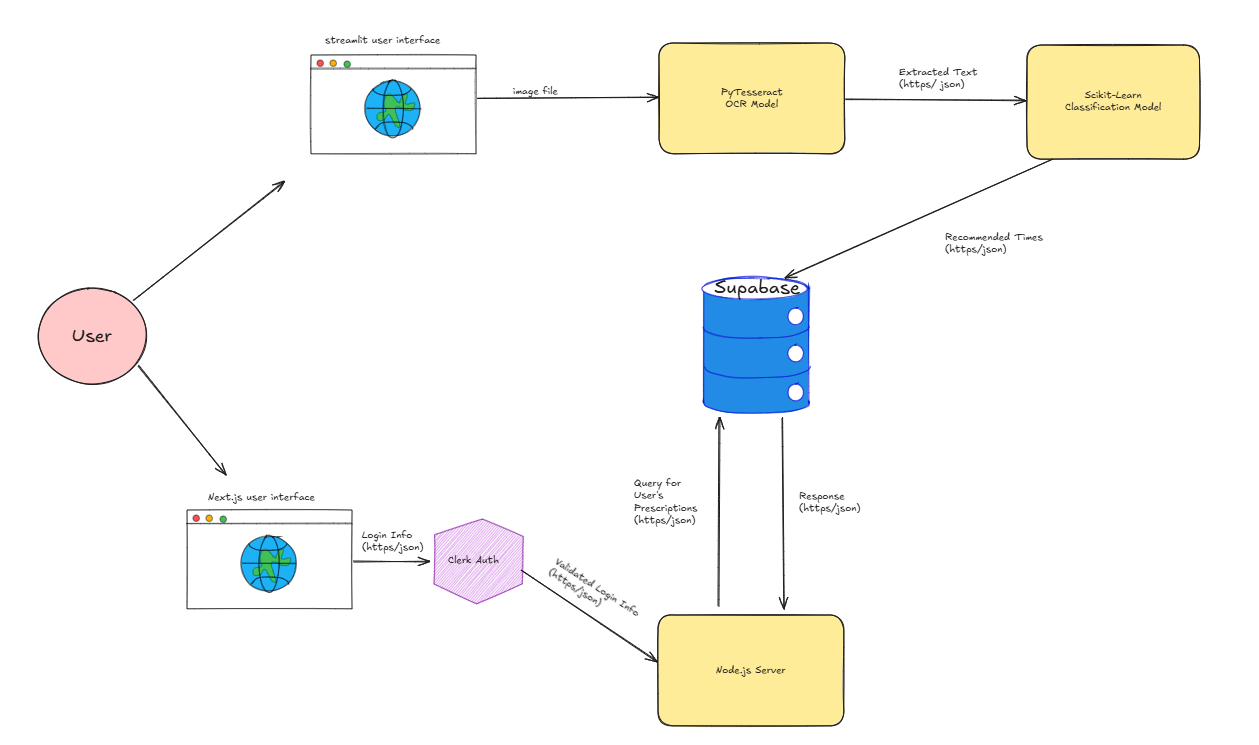 streamlit user interface
image file
PyTesseract
OCR Model
Extracted Text
(https/ json)
Scikit-Learn
Classification Model
Recommended Times
(https/json)
Supabase
User
Query for
User's
Prescriptions
(https/json)
Response
(https/json)
Next.js user interface
Login Info
(https/json)
Clerk Auth
Validated Login Info
(https/json)
Node.js Server